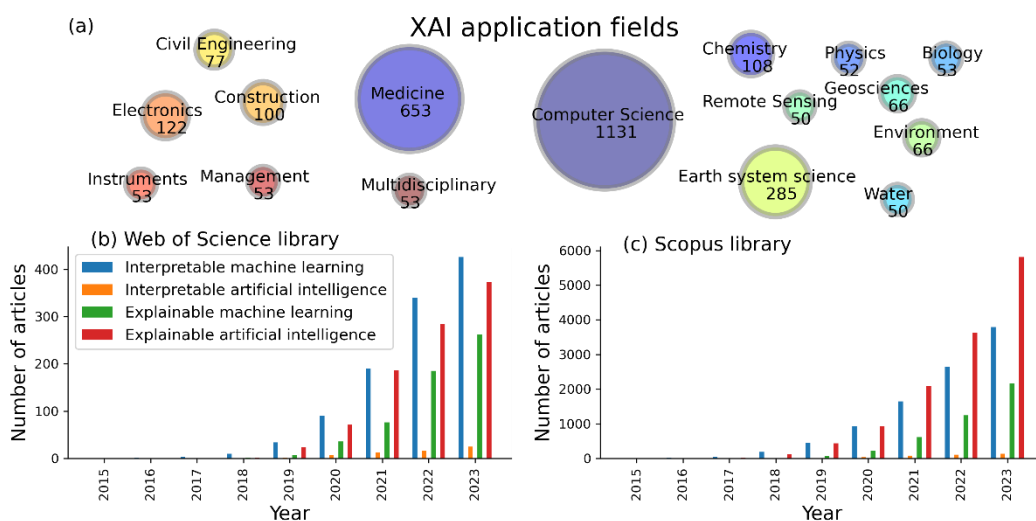 (a)
XAI application fields
Civil Engineering
77
Electronics
122
Construction
100
Medicine
653
Instruments
53
Management
53
Multidisciplinary
53
Computer Science
1131
Chemistry
108
Physics
52
Biology
53
Remote Sensing
50
Geosciences
66
Environment
66
Earth system science
285
Water
50
(b) Web of Science library
Number of articles
400
300
200
100
0
Interpretable machine learning
Interpretable artificial intelligence
Explainable machine learning
Explainable artificial intelligence
2015
2016
2017
2018
2019
2020
2021
2022
2023
Year
(c) Scopus library
Number of articles
6000
5000
4000
3000
2000
1000
0
2015
2016
2017
2018
2019
2020
2021
2022
2023
Year